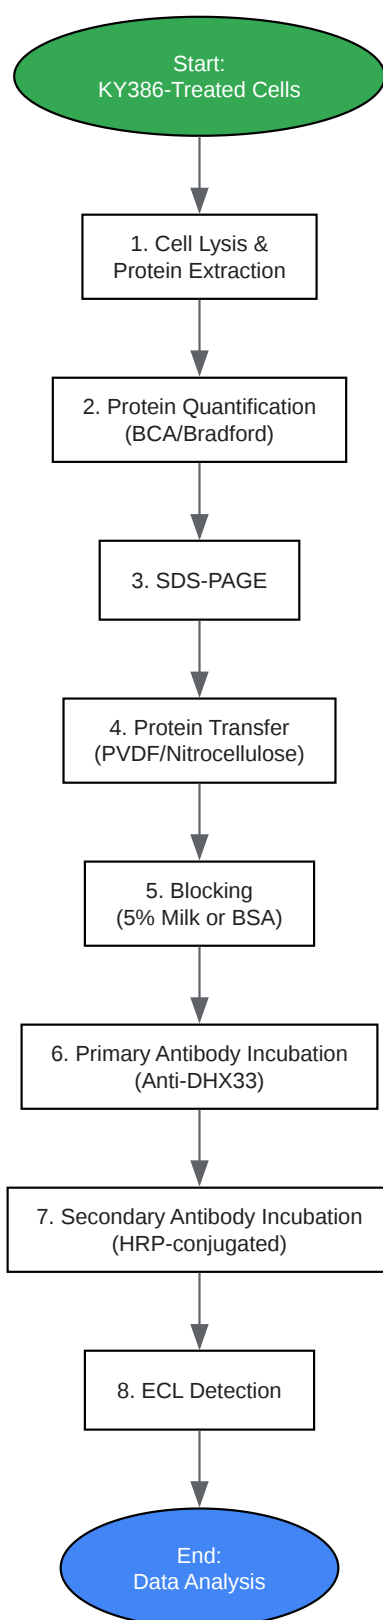 Start:
KY386-Treated Cells
1. Cell Lysis &
Protein Extraction
2. Protein Quantification
(BCA/Bradford)
3. SDS-PAGE
4. Protein Transfer
(PVDF/Nitrocellulose)
5. Blocking
(5% Milk or BSA)
6. Primary Antibody Incubation
(Anti-DHX33)
7. Secondary Antibody Incubation
(HRP-conjugated)
8. ECL Detection
End:
Data Analysis